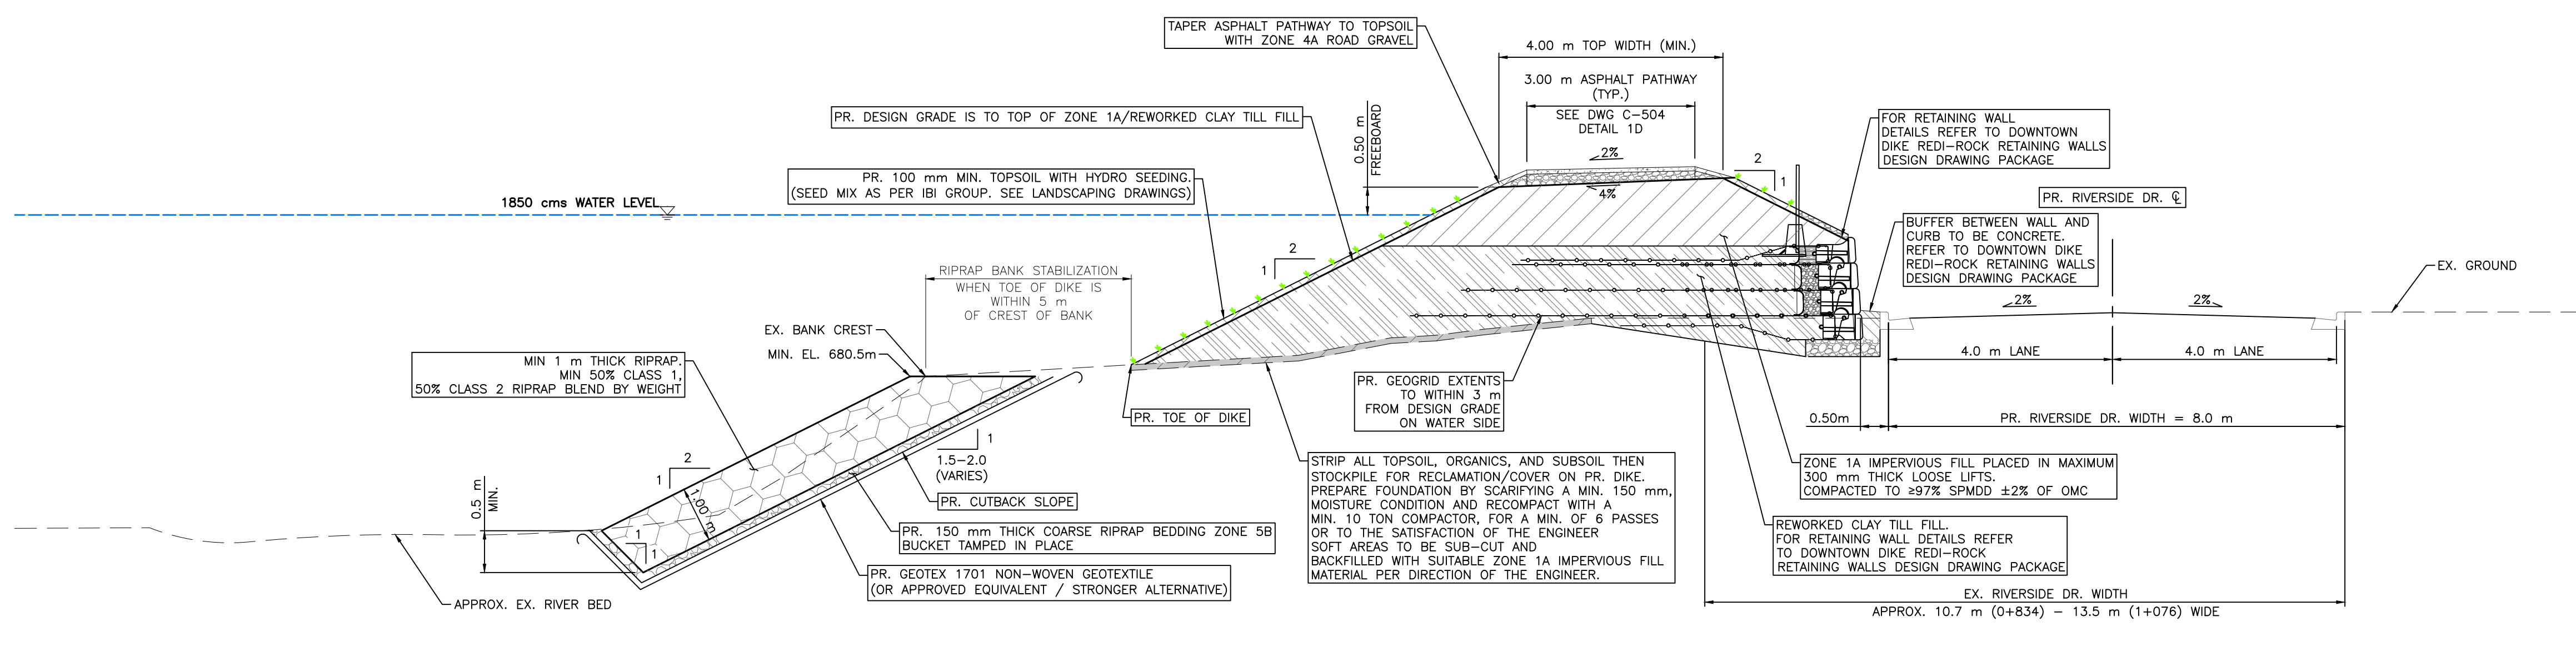 TAPER ASPHALT PATHWAY TO TOPSOIL
WITH ZONE 4A ROAD GRAVEL
4.00 m TOP WIDTH (MIN.)
3.00 m ASPHALT PATHWAY
(TYP.)
SEE DWG C-504
DETAIL 1D
PR. DESIGN GRADE IS TO TOP OF ZONE 1A/REWORKED CLAY TILL FILL
0.50 m
FREEBOARD
FOR RETAINING WALL
DETAILS REFER TO DOWNTOWN
DIKE REDI-ROCK RETAINING WALLS
DESIGN DRAWING PACKAGE
2%
4%
2
1
PR. 100 mm MIN. TOPSOIL WITH HYDRO SEEDING.
(SEED MIX AS PER IBI GROUP. SEE LANDSCAPING DRAWINGS)
1850 cms WATER LEVEL
PR. RIVERSIDE DR. ℄
BUFFER BETWEEN WALL AND
CURB TO BE CONCRETE.
REFER TO DOWNTOWN DIKE
REDI-ROCK RETAINING WALLS
DESIGN DRAWING PACKAGE
2
1
RIPRAP BANK STABILIZATION
WHEN TOE OF DIKE IS
WITHIN 5 m
OF CREST OF BANK
EX. GROUND
2%
2%
EX. BANK CREST
MIN. EL. 680.5m
4.0 m LANE
4.0 m LANE
MIN 1 m THICK RIPRAP.
MIN 50% CLASS 1,
50% CLASS 2 RIPRAP BLEND BY WEIGHT
PR. GEOGRID EXTENTS
TO WITHIN 3 m
FROM DESIGN GRADE
ON WATER SIDE
PR. TOE OF DIKE
0.50m
PR. RIVERSIDE DR. WIDTH = 8.0 m
1
1.5-2.0
(VARIES)
2
1
1.00 m
0.5 m
MIN.
1
1
PR. CUTBACK SLOPE
STRIP ALL TOPSOIL, ORGANICS, AND SUBSOIL THEN
STOCKPILE FOR RECLAMATION/COVER ON PR. DIKE.
PREPARE FOUNDATION BY SCARIFYING A MIN. 150 mm,
MOISTURE CONDITION AND RECOMPACT WITH A
MIN. 10 TON COMPACTOR, FOR A MIN. OF 6 PASSES
OR TO THE SATISFACTION OF THE ENGINEER
SOFT AREAS TO BE SUB-CUT AND
BACKFILLED WITH SUITABLE ZONE 1A IMPERVIOUS FILL
MATERIAL PER DIRECTION OF THE ENGINEER.
ZONE 1A IMPERVIOUS FILL PLACED IN MAXIMUM
300 mm THICK LOOSE LIFTS.
COMPACTED TO ≥97% SPMDD ±2% OF OMC
PR. 150 mm THICK COARSE RIPRAP BEDDING ZONE 5B
BUCKET TAMPED IN PLACE
REWORKED CLAY TILL FILL.
FOR RETAINING WALL DETAILS REFER
TO DOWNTOWN DIKE REDI-ROCK
RETAINING WALLS DESIGN DRAWING PACKAGE
PR. GEOTEX 1701 NON-WOVEN GEOTEXTILE
(OR APPROVED EQUIVALENT / STRONGER ALTERNATIVE)
APPROX. EX. RIVER BED
EX. RIVERSIDE DR. WIDTH
APPROX. 10.7 m (0+834) - 13.5 m (1+076) WIDE